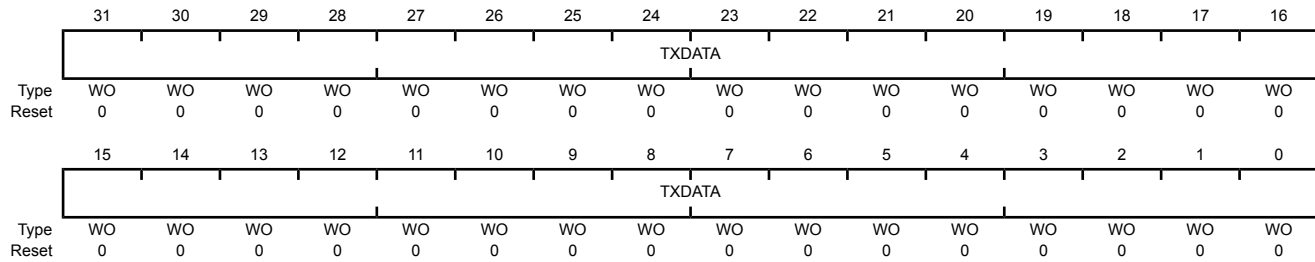 31 30 29 28 27 26 25 24 23 22 21 20 19 18 17 16
TXDATA
Type WO WO WO WO WO WO WO WO WO WO WO WO WO WO WO WO
Reset 0 0 0 0 0 0 0 0 0 0 0 0 0 0 0 0
15 14 13 12 11 10 9 8 7 6 5 4 3 2 1 0
TXDATA
Type WO WO WO WO WO WO WO WO WO WO WO WO WO WO WO WO
Reset 0 0 0 0 0 0 0 0 0 0 0 0 0 0 0 0